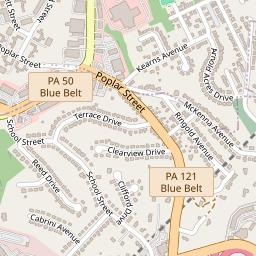 Poplar Street
PA 50
Blue Belt
Kearns Avenue
Mount Acres Drive
Poplar Street
Terrace Drive
McKenna Avenue
Ringold Avenue
School Street
Clearview Drive
PA 121
Blue Belt
Reed Drive
School Street
Clifford Drive
Cabrini Avenue